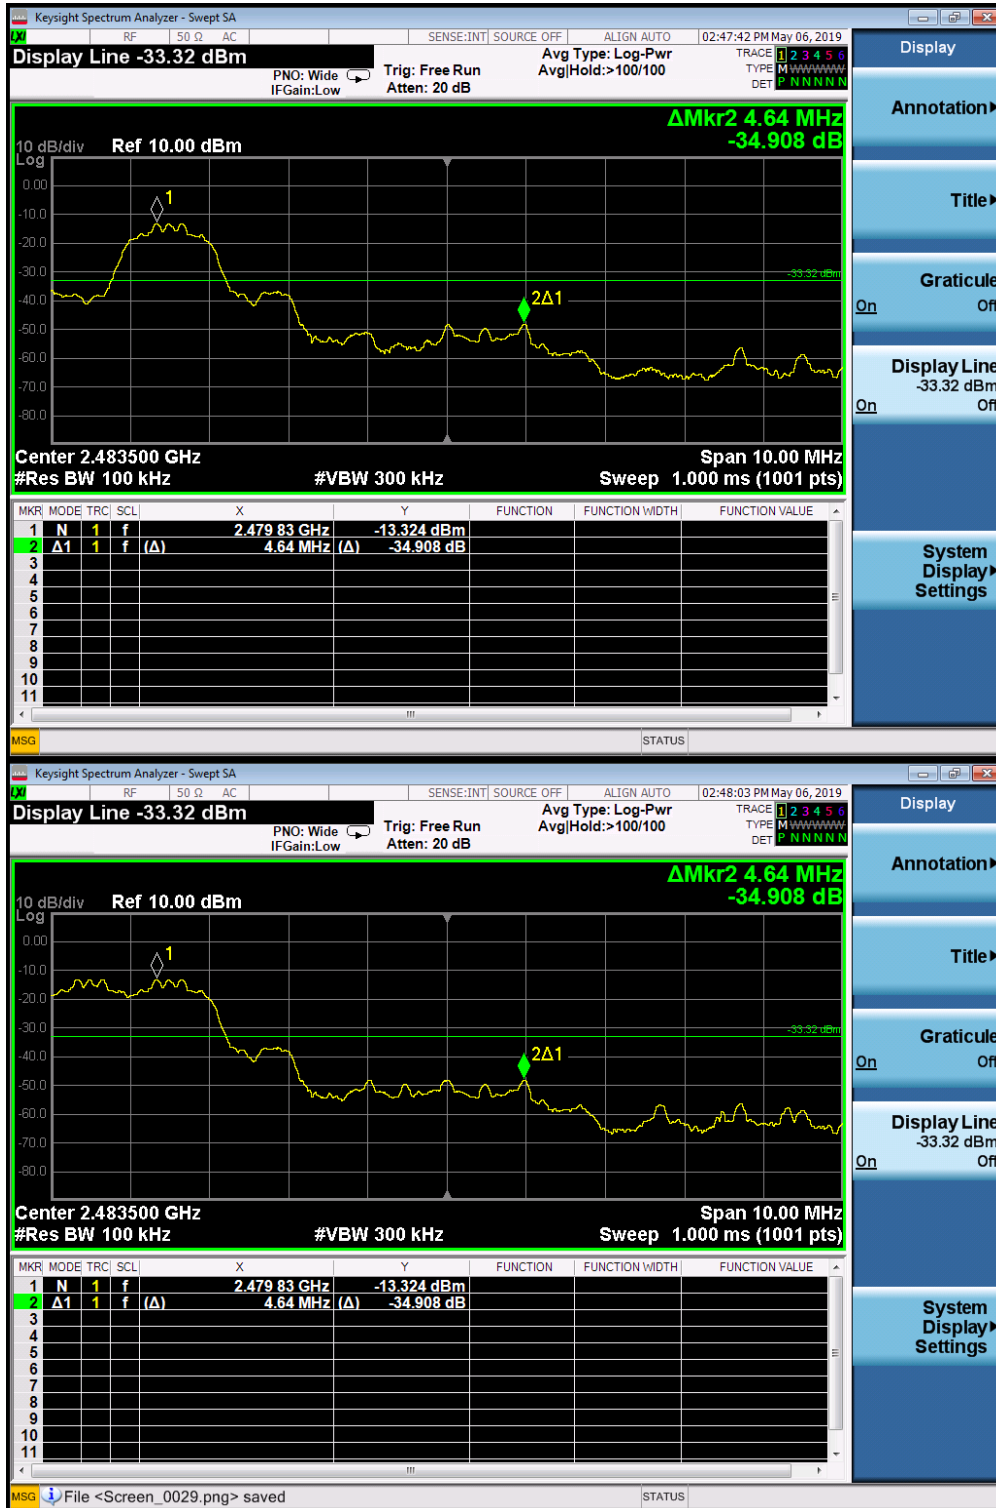 Keysight Spectrum Analyzer - Swept SA
LXI RF 50 Ω AC SENSE:INT SOURCE OFF ALIGN AUTO 02:47:42 PM May 06, 2019
Display Line -33.32 dBm
PNO: Wide
IFGain:Low
Trig: Free Run
Atten: 20 dB
Avg Type: Log-Pwr
Avg|Hold:>100/100
TRACE 1 2 3 4 5 6
TYPE M WWWWW
DET P N N N N N
ΔMkr2 4.64 MHz
-34.908 dB
10 dB/div Ref 10.00 dBm
Log
0.00
-10.0
-20.0
-30.0
-40.0
-50.0
-60.0
-70.0
-80.0
1
-33.32 dBm
2Δ1
Center 2.483500 GHz Span 10.00 MHz
#Res BW 100 kHz #VBW 300 kHz Sweep 1.000 ms (1001 pts)
MKR MODE TRC SCL X Y FUNCTION FUNCTION WIDTH FUNCTION VALUE
1 N 1 f 2.479 83 GHz -13.324 dBm
2 Δ1 1 f (Δ) 4.64 MHz (Δ) -34.908 dB
3
4
5
6
7
8
9
10
11
MSG STATUS
Display
Annotation
Title
Graticule
On Off
Display Line
-33.32 dBm
On Off
System
Display
Settings
Keysight Spectrum Analyzer - Swept SA
LXI RF 50 Ω AC SENSE:INT SOURCE OFF ALIGN AUTO 02:48:03 PM May 06, 2019
Display Line -33.32 dBm
PNO: Wide
IFGain:Low
Trig: Free Run
Atten: 20 dB
Avg Type: Log-Pwr
Avg|Hold:>100/100
TRACE 1 2 3 4 5 6
TYPE M WWWWW
DET P N N N N N
ΔMkr2 4.64 MHz
-34.908 dB
10 dB/div Ref 10.00 dBm
Log
0.00
-10.0
-20.0
-30.0
-40.0
-50.0
-60.0
-70.0
-80.0
1
-33.32 dBm
2Δ1
Center 2.483500 GHz Span 10.00 MHz
#Res BW 100 kHz #VBW 300 kHz Sweep 1.000 ms (1001 pts)
MKR MODE TRC SCL X Y FUNCTION FUNCTION WIDTH FUNCTION VALUE
1 N 1 f 2.479 83 GHz -13.324 dBm
2 Δ1 1 f (Δ) 4.64 MHz (Δ) -34.908 dB
3
4
5
6
7
8
9
10
11
MSG File <Screen_0029.png> saved STATUS
Display
Annotation
Title
Graticule
On Off
Display Line
-33.32 dBm
On Off
System
Display
Settings